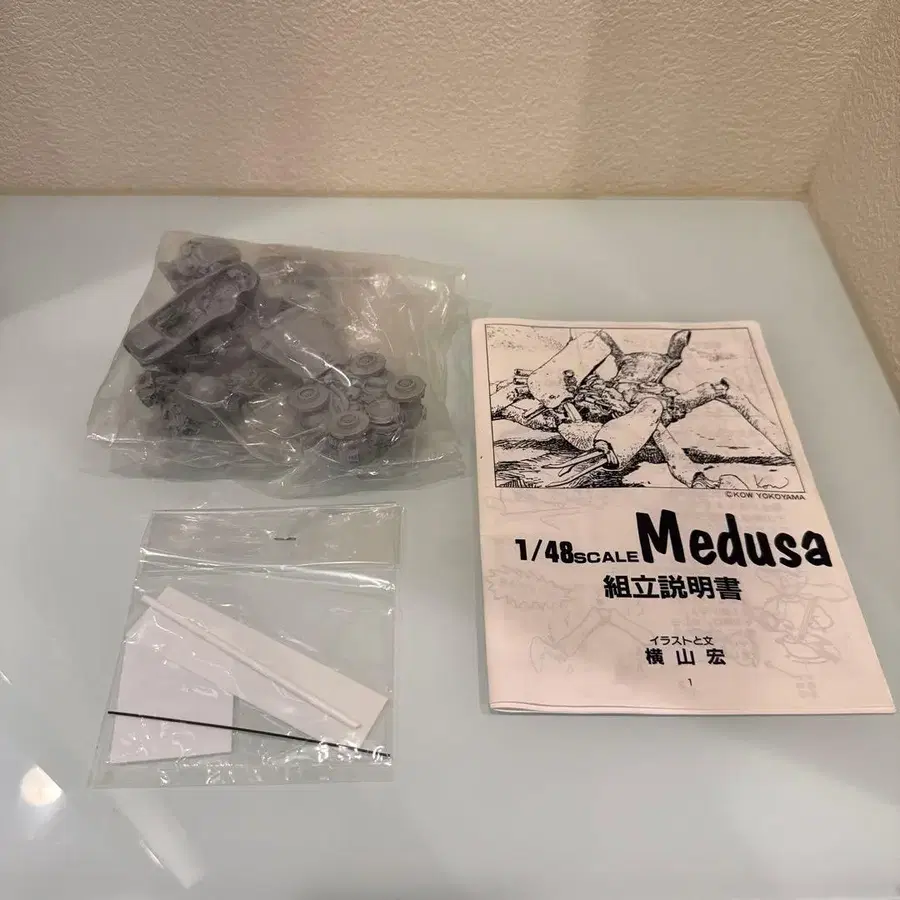 Kow
©KOW YOKOYAMA
1/48SCALE Medusa
組立説明書
イラストと文
横山宏
1